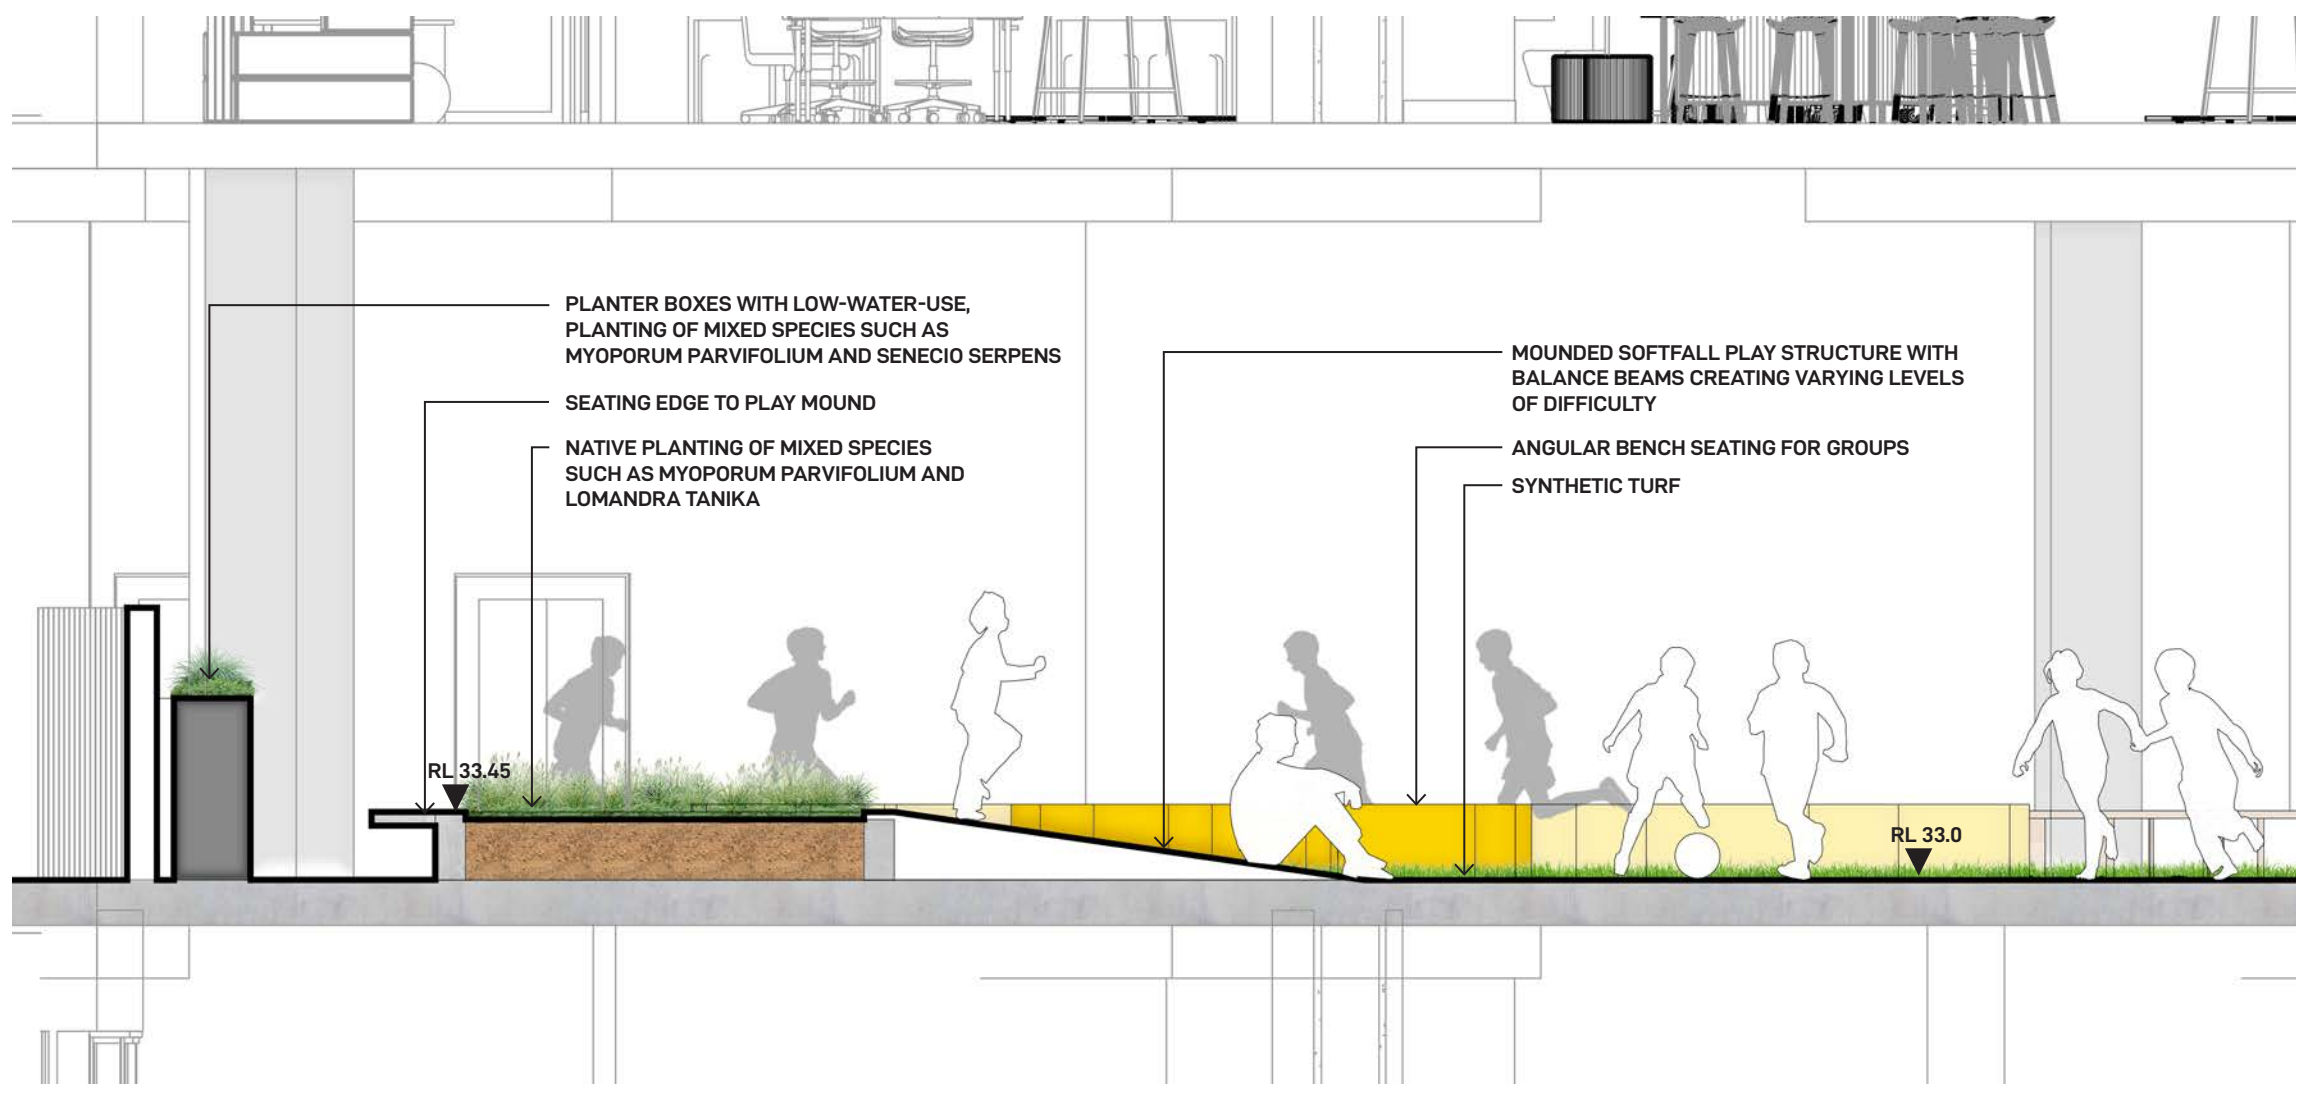 PLANTER BOXES WITH LOW-WATER-USE,
PLANTING OF MIXED SPECIES SUCH AS
MYOPORUM PARVIFOLIUM AND SENECIO SERPENS
SEATING EDGE TO PLAY MOUND
NATIVE PLANTING OF MIXED SPECIES
SUCH AS MYOPORUM PARVIFOLIUM AND
LOMANDRA TANIKA
MOUNDED SOFTFALL PLAY STRUCTURE WITH
BALANCE BEAMS CREATING VARYING LEVELS
OF DIFFICULTY
ANGULAR BENCH SEATING FOR GROUPS
SYNTHETIC TURF
RL 33.45
RL 33.0